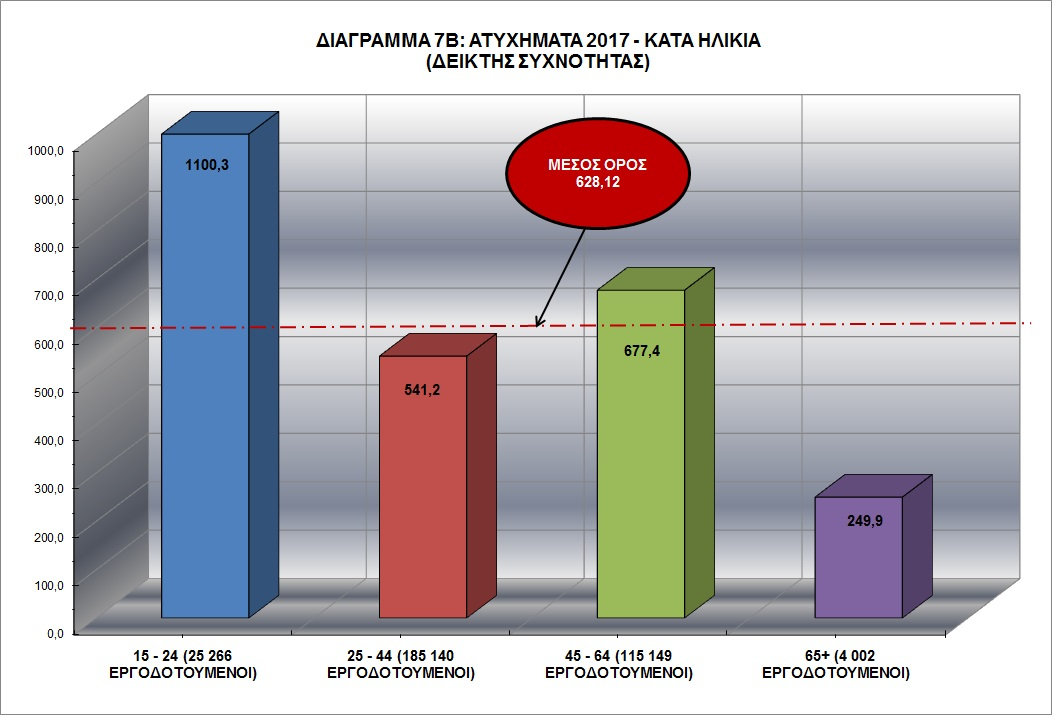 ΔΙΑΓΡΑΜΜΑ 7Β: ΑΤΥΧΗΜΑΤΑ 2017 - ΚΑΤΑ ΗΛΙΚΙΑ
(ΔΕΙΚΤΗΣ ΣΥΧΝΟΤΗΤΑΣ)
1000,0
900,0
800,0
700,0
600,0
500,0
400,0
300,0
200,0
100,0
0,0
1100,3
541,2
677,4
249,9
ΜΕΣΟΣ ΟΡΟΣ
628,12
15 - 24 (25 266
ΕΡΓΟΔΟΤΟΥΜΕΝΟΙ)
25 - 44 (185 140
ΕΡΓΟΔΟΤΟΥΜΕΝΟΙ)
45 - 64 (115 149
ΕΡΓΟΔΟΤΟΥΜΕΝΟΙ)
65+ (4 002
ΕΡΓΟΔΟΤΟΥΜΕΝΟΙ)